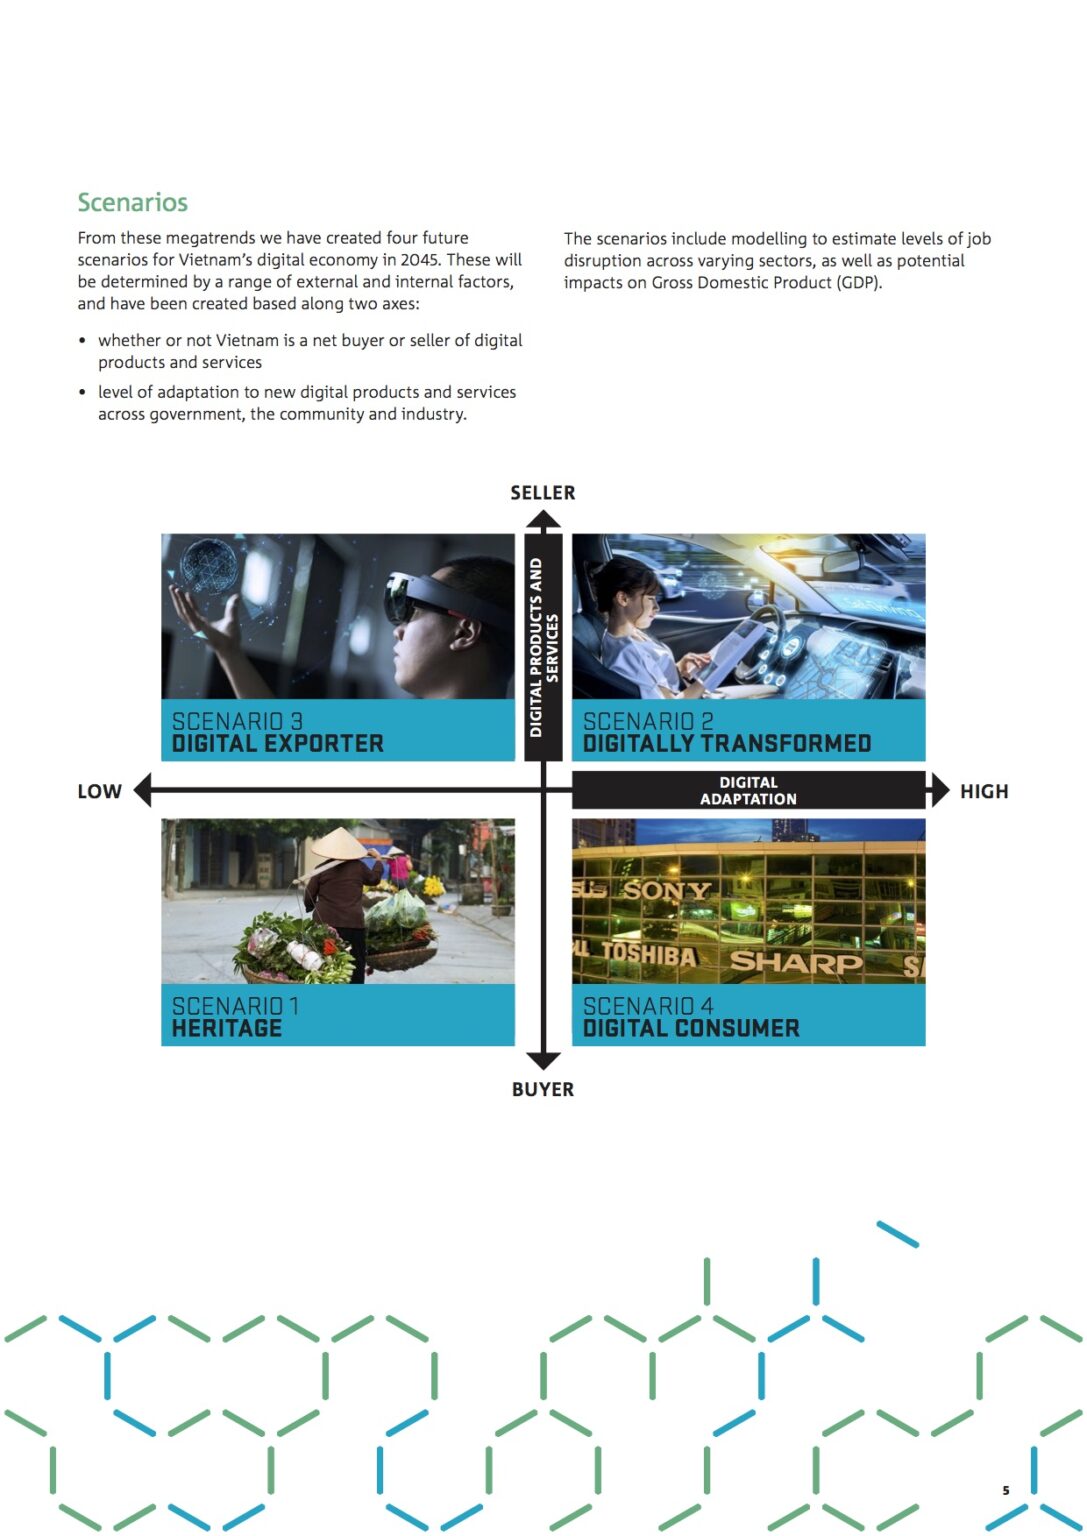 Scenarios
From these megatrends we have created four future
scenarios for Vietnam’s digital economy in 2045. These will
be determined by a range of external and internal factors,
and have been created based along two axes:
• whether or not Vietnam is a net buyer or seller of digital
products and services
• level of adaptation to new digital products and services
across government, the community and industry.
The scenarios include modelling to estimate levels of job
disruption across varying sectors, as well as potential
impacts on Gross Domestic Product (GDP).
SELLER
DIGITAL PRODUCTS AND
SERVICES
SCENARIO 3
DIGITAL EXPORTER
SCENARIO 2
DIGITALLY TRANSFORMED
LOW
DIGITAL
ADAPTATION
HIGH
SONY
TOSHIBA
SHARP
SCENARIO 1
HERITAGE
SCENARIO 4
DIGITAL CONSUMER
BUYER
5